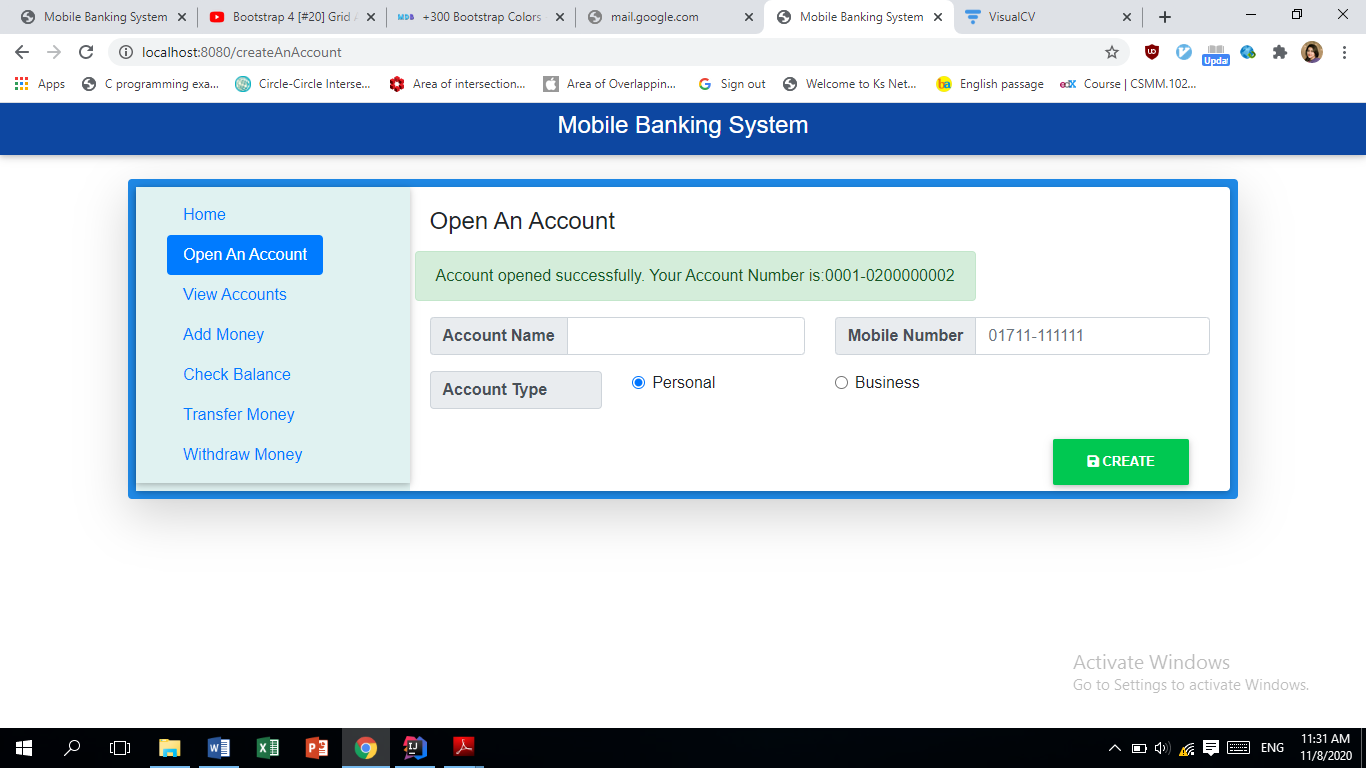 Mobile Banking System
Bootstrap 4 [#20] Grid
+300 Bootstrap Colors
mail.google.com
Mobile Banking System
VisualCV
localhost:8080/createAnAccount
Apps
C programming exa...
Circle-Circle Interse...
Area of intersection...
Area of Overlappin...
Sign out
Welcome to Ks Net...
English passage
Course | CSMM.102...
Mobile Banking System
Home
Open An Account
View Accounts
Add Money
Check Balance
Transfer Money
Withdraw Money
Open An Account
Account opened successfully. Your Account Number is:0001-0200000002
Account Name
Mobile Number 01711-111111
Account Type Personal Business
CREATE
Activate Windows
Go to Settings to activate Windows.
ENG
11:31 AM
11/8/2020